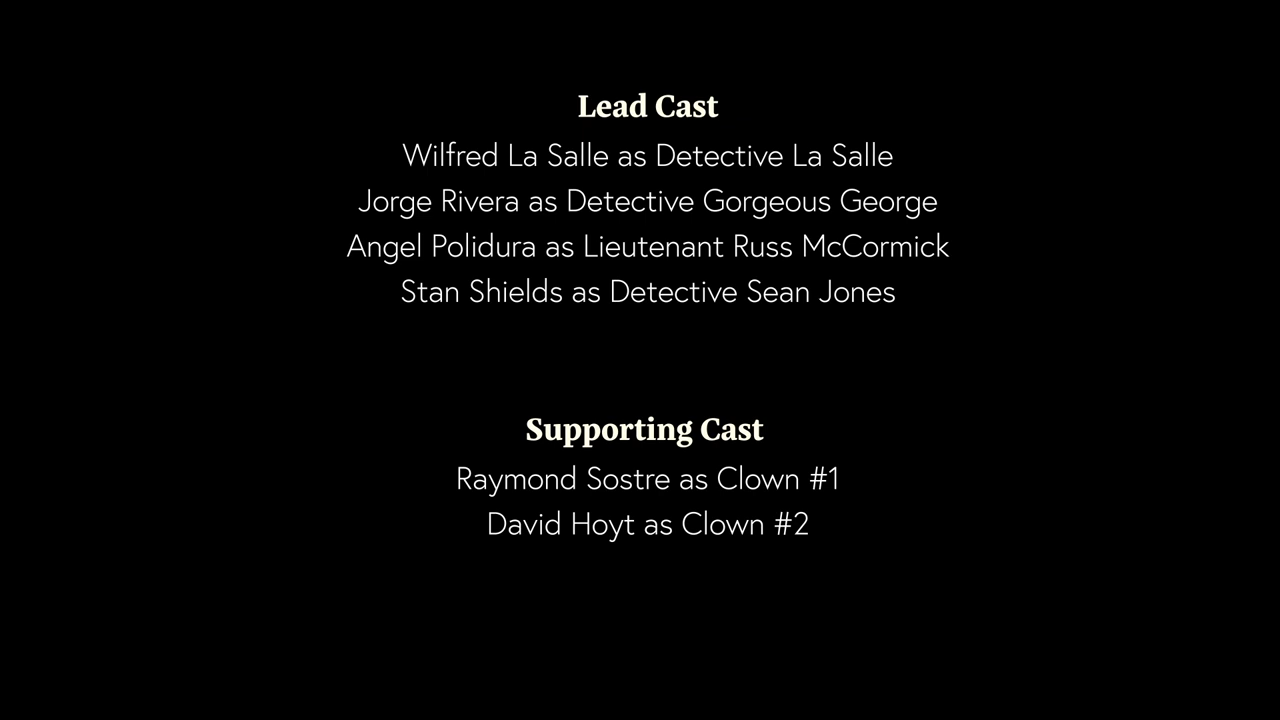 Lead Cast
Wilfred La Salle as Detective La Salle
Jorge Rivera as Detective Gorgeous George
Angel Polidura as Lieutenant Russ McCormick
Stan Shields as Detective Sean Jones
Supporting Cast
Raymond Sostre as Clown #1
David Hoyt as Clown #2